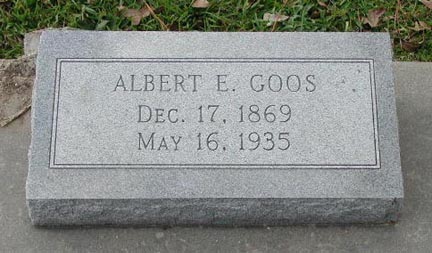 ALBERT E. GOOS
DEC. 17, 1869
MAY 16, 1935